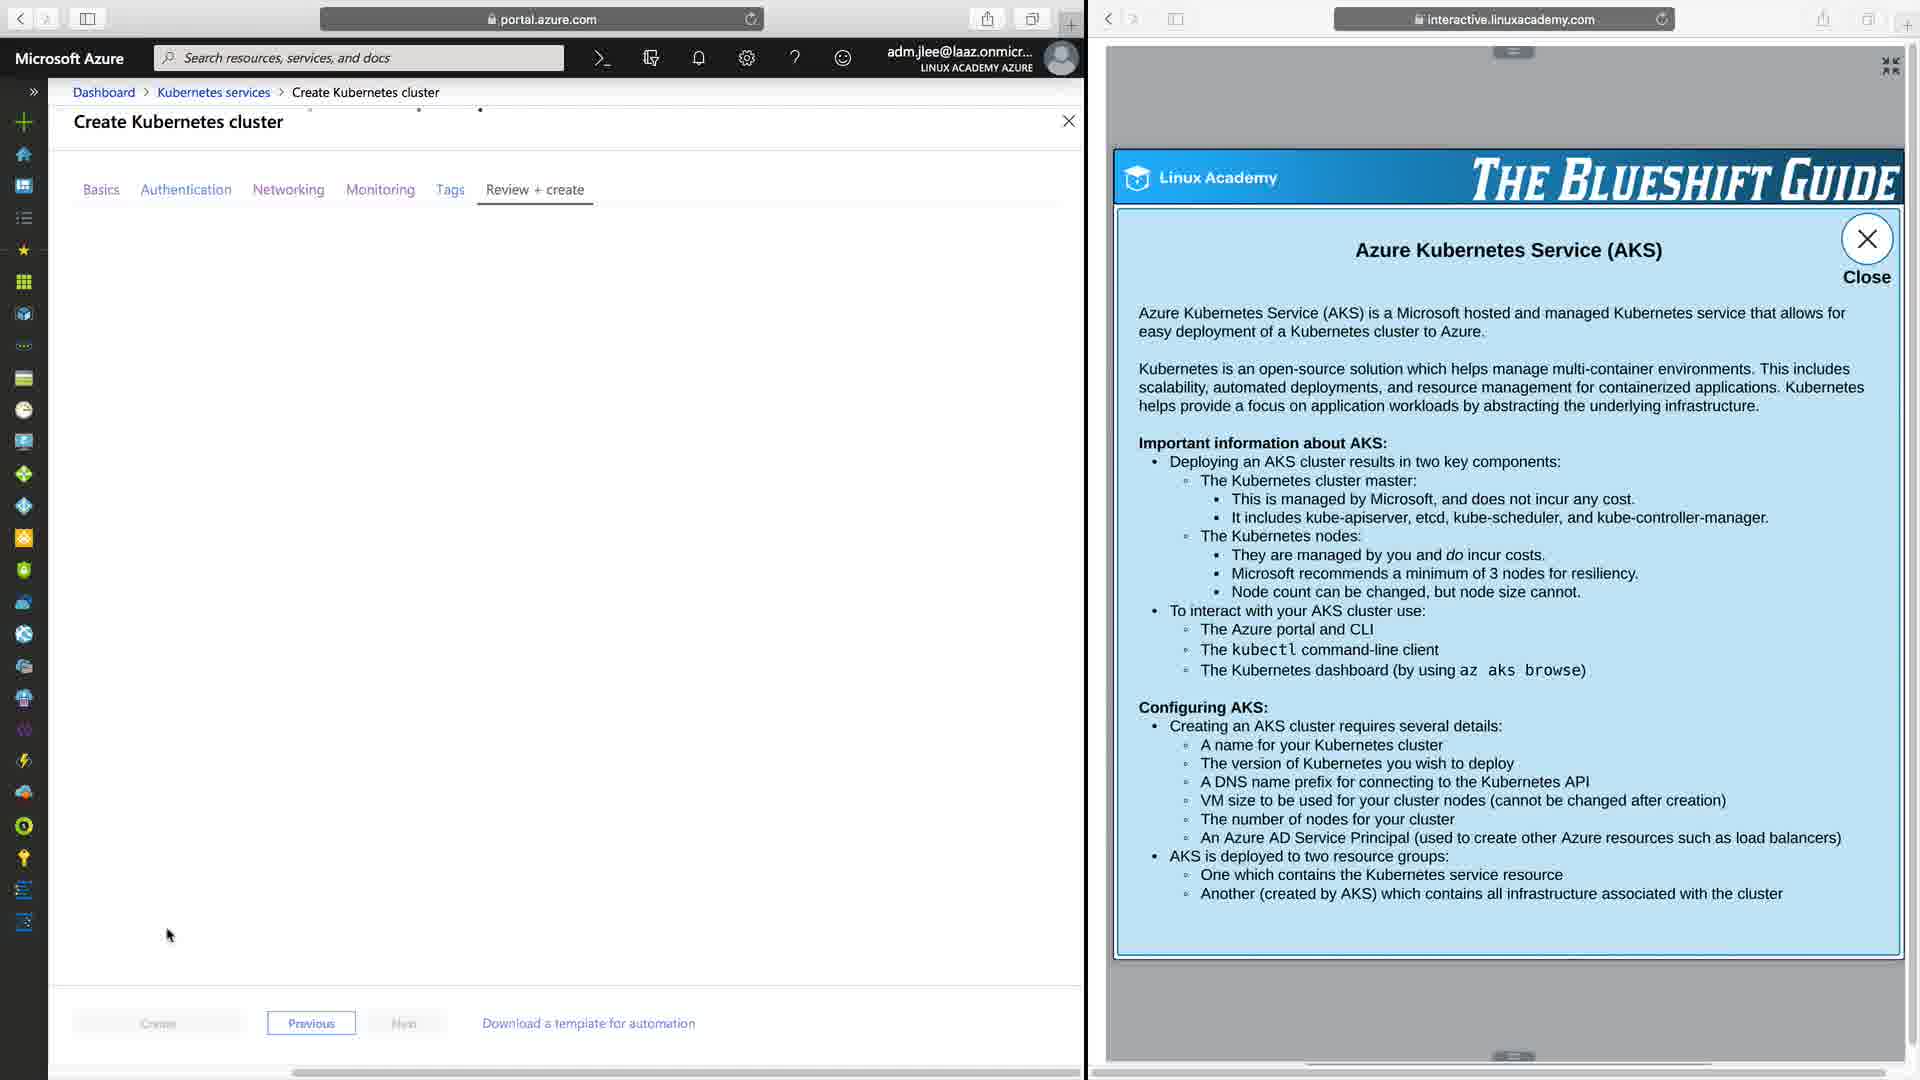 portal.azure.com
Microsoft Azure
Search resources, services, and docs
adm.jlee@laaz.onmicr...
LINUX ACADEMY AZURE
Dashboard > Kubernetes services > Create Kubernetes cluster
Create Kubernetes cluster
Basics Authentication Networking Monitoring Tags Review + create
Create Previous Next Download a template for automation
interactive.linuxacademy.com
Linux Academy
THE BLUESHIFT GUIDE
Azure Kubernetes Service (AKS)
Close
Azure Kubernetes Service (AKS) is a Microsoft hosted and managed Kubernetes service that allows for
easy deployment of a Kubernetes cluster to Azure.
Kubernetes is an open-source solution which helps manage multi-container environments. This includes
scalability, automated deployments, and resource management for containerized applications. Kubernetes
helps provide a focus on application workloads by abstracting the underlying infrastructure.
Important information about AKS:
• Deploying an AKS cluster results in two key components:
◦ The Kubernetes cluster master:
▪ This is managed by Microsoft, and does not incur any cost.
▪ It includes kube-apiserver, etcd, kube-scheduler, and kube-controller-manager.
◦ The Kubernetes nodes:
▪ They are managed by you and do incur costs.
▪ Microsoft recommends a minimum of 3 nodes for resiliency.
▪ Node count can be changed, but node size cannot.
• To interact with your AKS cluster use:
◦ The Azure portal and CLI
◦ The kubectl command-line client
◦ The Kubernetes dashboard (by using az aks browse)
Configuring AKS:
• Creating an AKS cluster requires several details:
◦ A name for your Kubernetes cluster
◦ The version of Kubernetes you wish to deploy
◦ A DNS name prefix for connecting to the Kubernetes API
◦ VM size to be used for your cluster nodes (cannot be changed after creation)
◦ The number of nodes for your cluster
◦ An Azure AD Service Principal (used to create other Azure resources such as load balancers)
• AKS is deployed to two resource groups:
◦ One which contains the Kubernetes service resource
◦ Another (created by AKS) which contains all infrastructure associated with the cluster